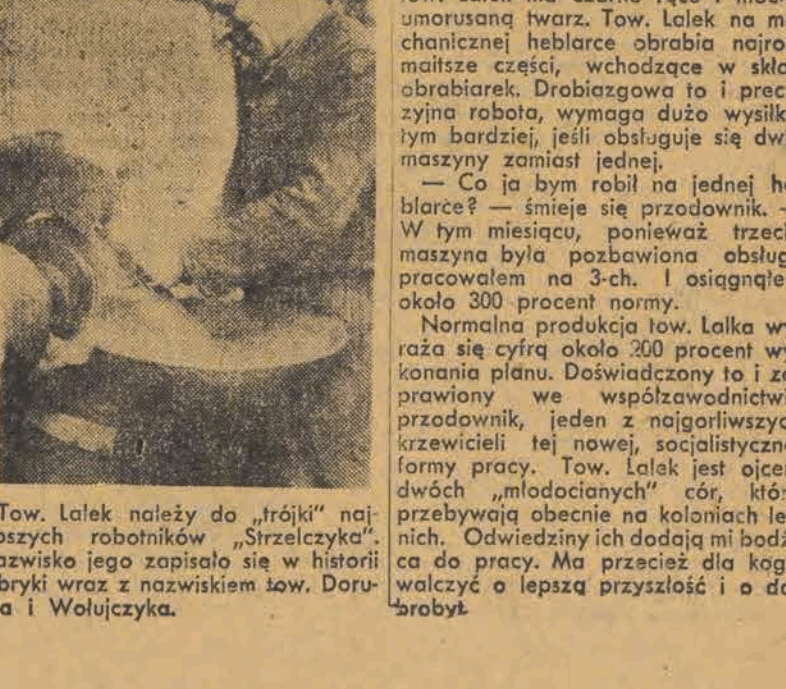 Tow. Lalek należy do „trójki" naj-
pszych robotników „Strzelczyka".
azwisko jego zapisało się w historii
bryki wraz z nazwiskiem tow. Doru-
a i Wołujczyka.
umorusaną twarz. Tow. Lalek na m
chanicznej heblarce obrabia najro
maitsze części, wchodzące w skła
obrabiarek. Drobiazgowa to i prec
zyjna robota, wymaga dużo wysiłk
tym bardziej, jeśli obsługuje się dw
maszyny zamiast jednej.
— Co ja bym robił na jednej he
blarce? — śmieje się przodownik. -
W tym miesiącu, ponieważ trzeci
maszyna była pozbawiona obsług
pracowałem na 3-ch. I osiągnąłe
około 300 procent normy.
Normalna produkcja tow. Lalka wy
raża się cyfrą około 200 procent wy
konania planu. Doświadczony to i za
prawiony we współzawodnictwi
przodownik, jeden z najgorliwszyc
krzewicieli tej nowej, socjalistyczne
formy pracy. Tow. Lalek jest ojcem
dwóch „młodocianych" cór, któr
przebywają obecnie na koloniach le
nich. Odwiedziny ich dodają mi bodź
ca do pracy. Ma przecież dla kog
walczyć o lepszą przyszłość i o do
brobyt.